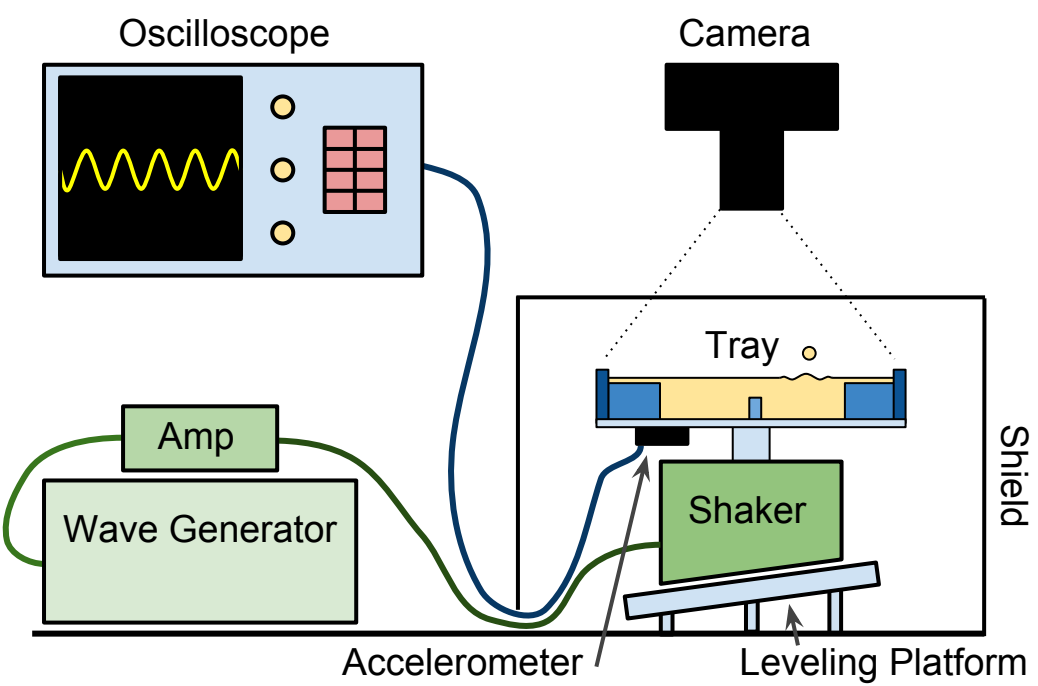 Oscilloscope
Camera
Tray
Amp
Wave Generator
Shaker
Shield
Accelerometer
Leveling Platform